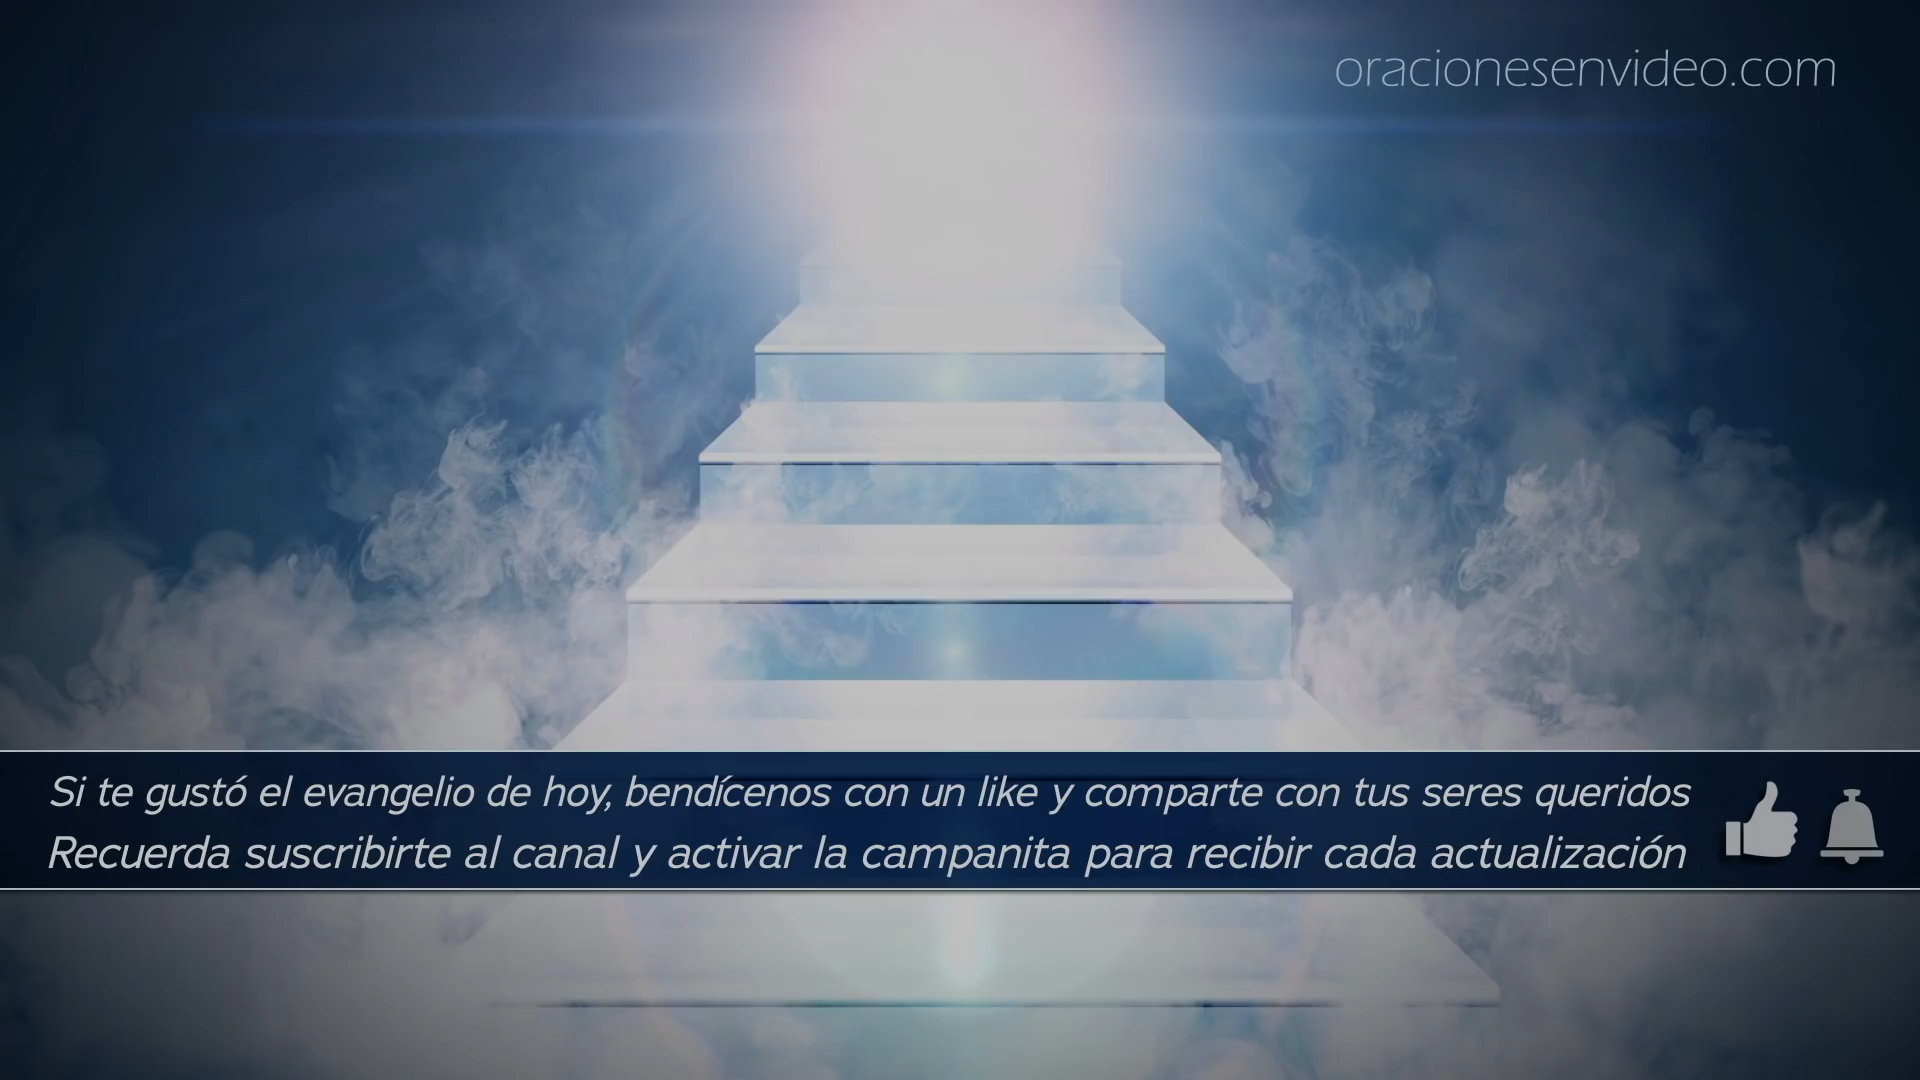 oracionesenvideo.com
Si te gustó el evangelio de hoy, bendícenos con un like y comparte con tus seres queridos
Recuerda suscribirte al canal y activar la campanita para recibir cada actualización